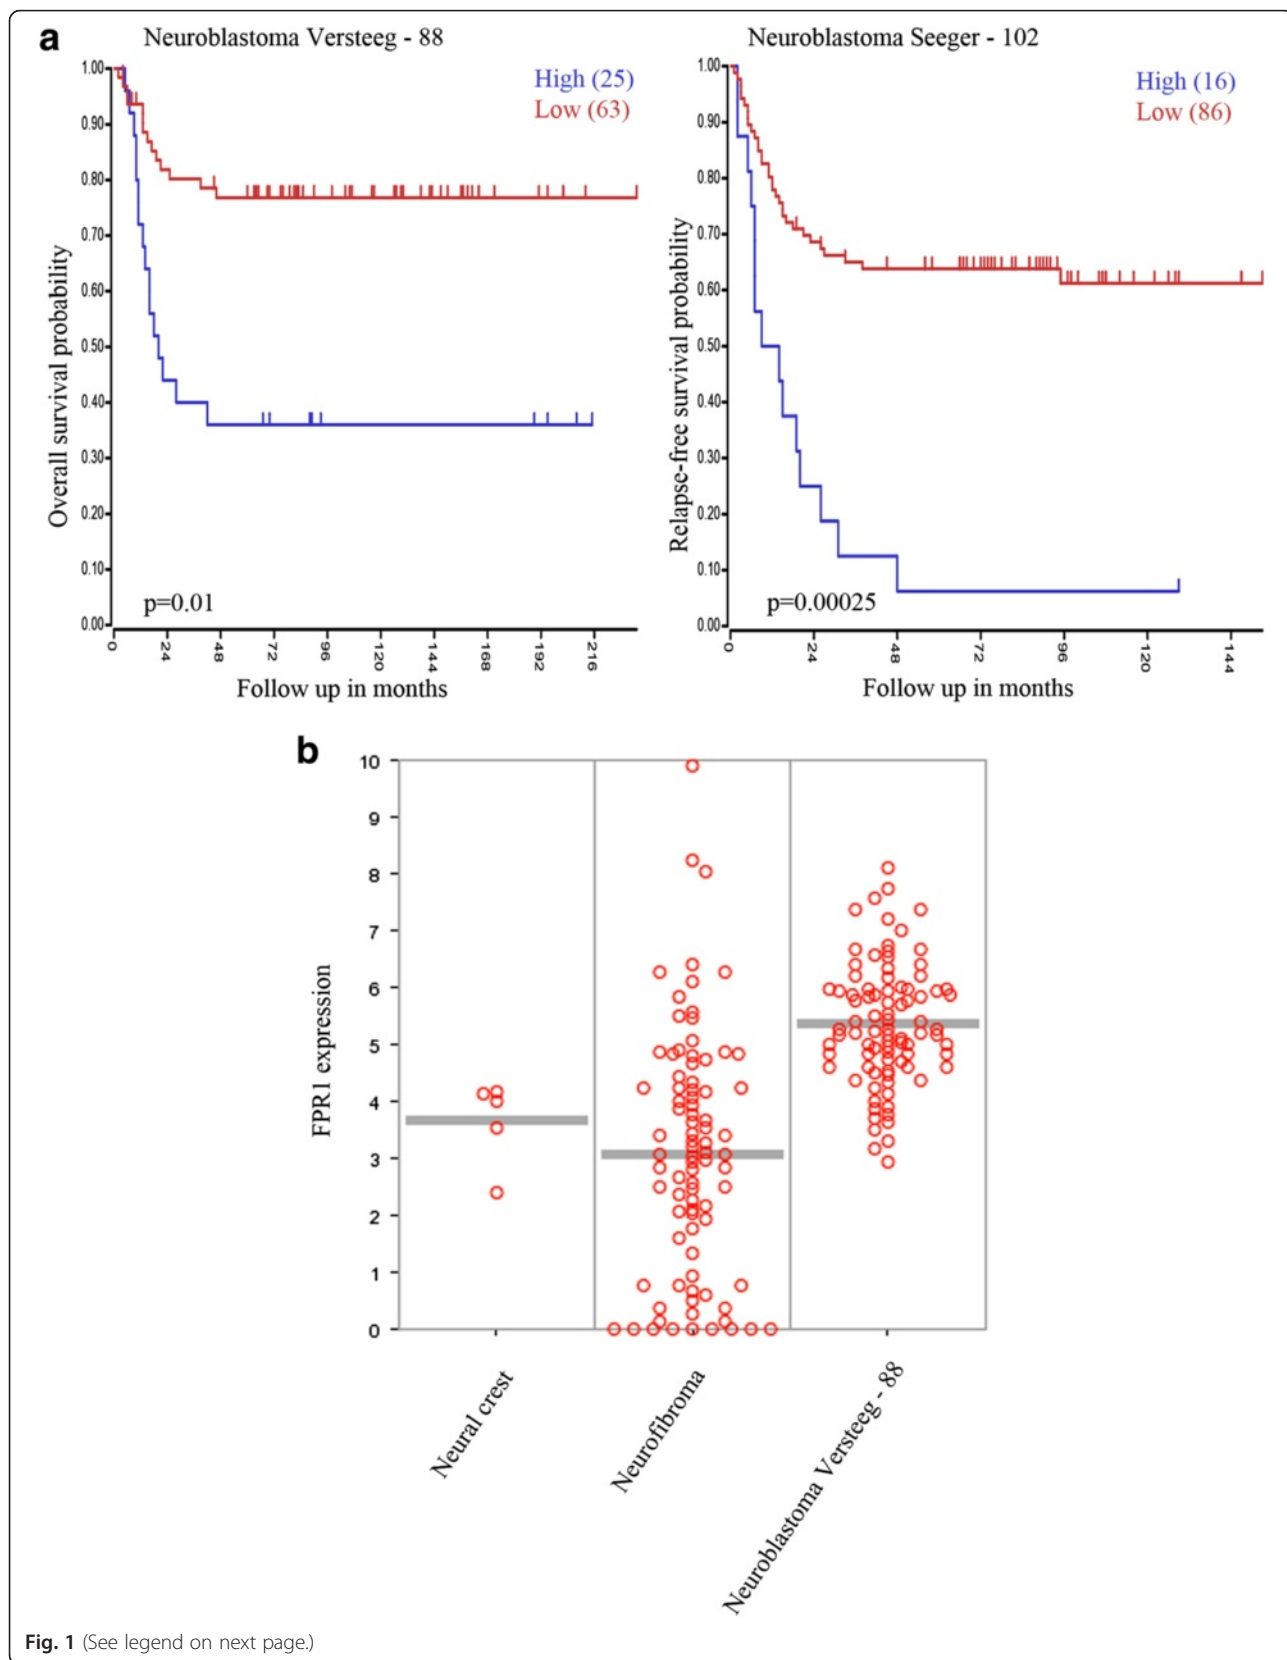 a
Neuroblastoma Versteeg - 88
High (25)
Low (63)
Overall survival probability
1.00
0.90
0.80
0.70
0.60
0.50
0.40
0.30
0.20
0.10
0.00
p=0.01
0
24
48
72
96
120
144
168
192
216
Follow up in months
Neuroblastoma Seeger - 102
High (16)
Low (86)
Relapse-free survival probability
1.00
0.90
0.80
0.70
0.60
0.50
0.40
0.30
0.20
0.10
0.00
p=0.00025
0
24
48
72
96
120
144
Follow up in months
b
FPR1 expression
10
9
8
7
6
5
4
3
2
1
0
Neural crest
Neurofibroma
Neuroblastoma Versteeg - 88
Fig. 1 (See legend on next page.)